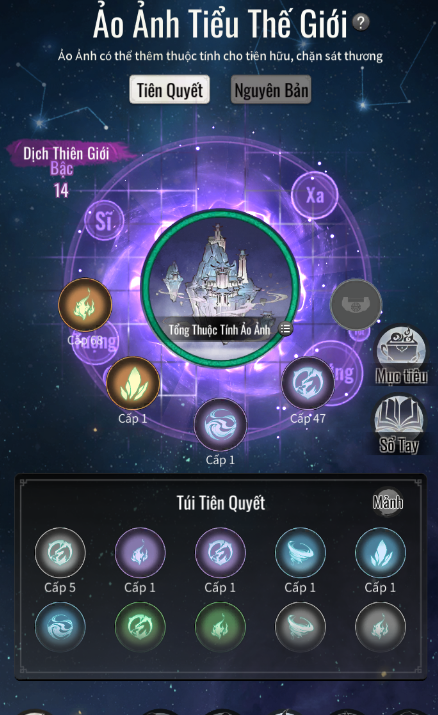 Ảo Ảnh Tiểu Thế Giới ?
Ảo Ảnh có thể thêm thuộc tính cho tiên hữu, chặn sát thương
Tiên Quyết
Nguyên Bản
Dịch Thiên Giới
Bậc
14
Xa
Sĩ
Tổng Thuộc Tính Ảo Ảnh
Cấp 63
Cấp 1
Cấp 47
Cấp 1
Mục tiêu
Sổ Tay
Túi Tiên Quyết
Mảnh
Cấp 5
Cấp 1
Cấp 1
Cấp 1
Cấp 1